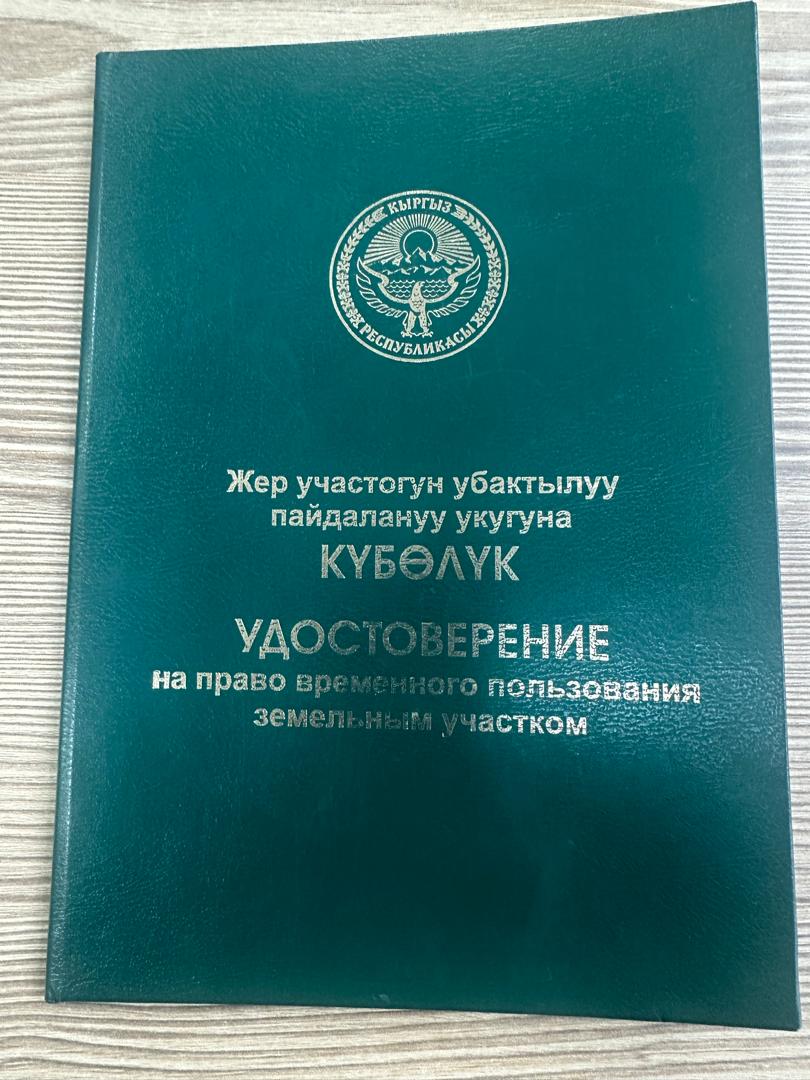 КЫРГЫЗ
РЕСПУБЛИКАСЫ
Жер участогун убактылуу
пайдалануу укугуна
КҮБӨЛҮК
УДОСТОВЕРЕНИЕ
на право временного пользования
земельным участком